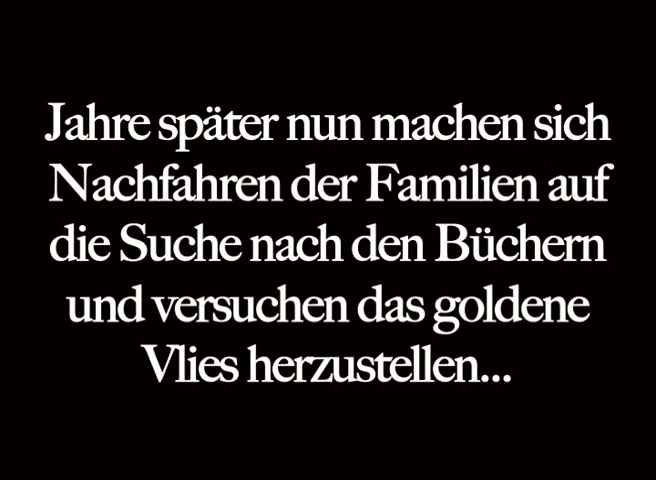 Jahre später nun machen sich
Nachfahren der Familien auf
die Suche nach den Büchern
und versuchen das goldene
Vlies herzustellen...